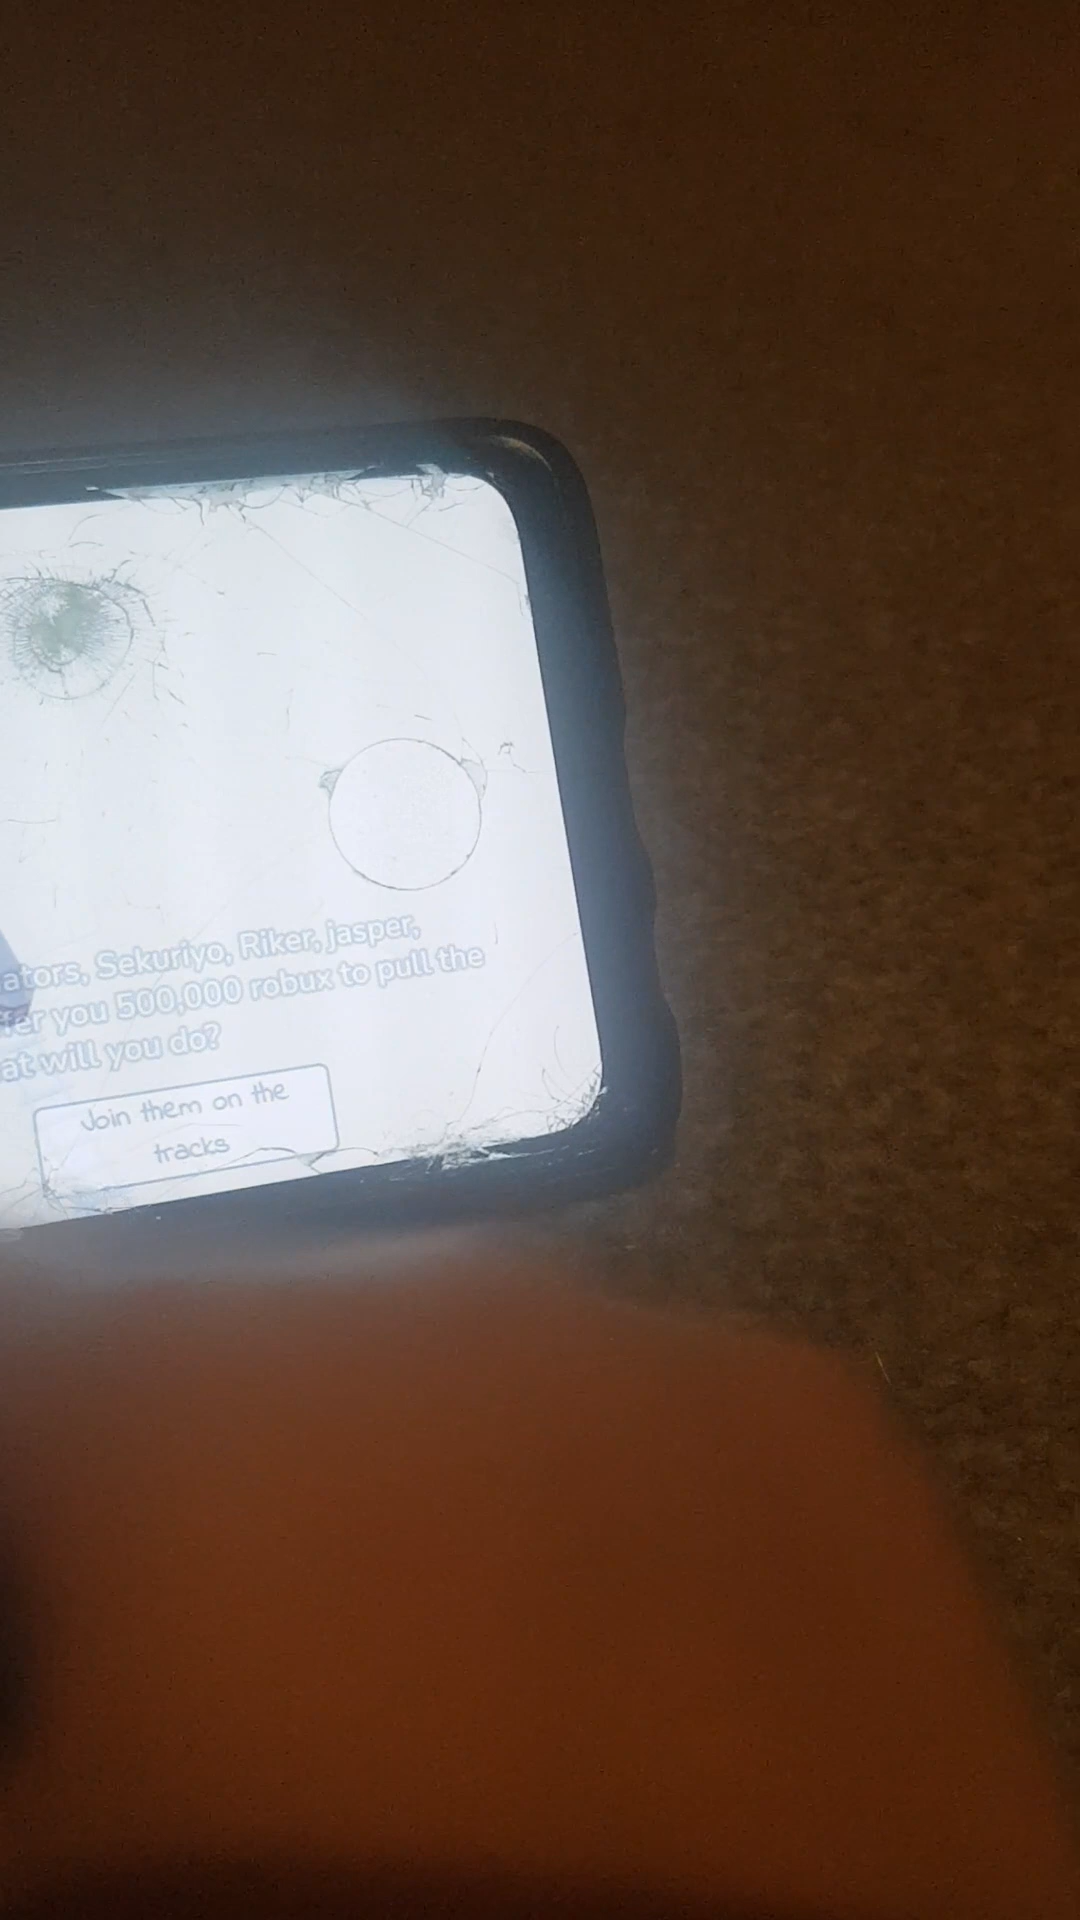 ators, Sekuriyo, Riker, jasper,
fer you 500,000 robux to pull the
at will you do?
Join them on the
tracks